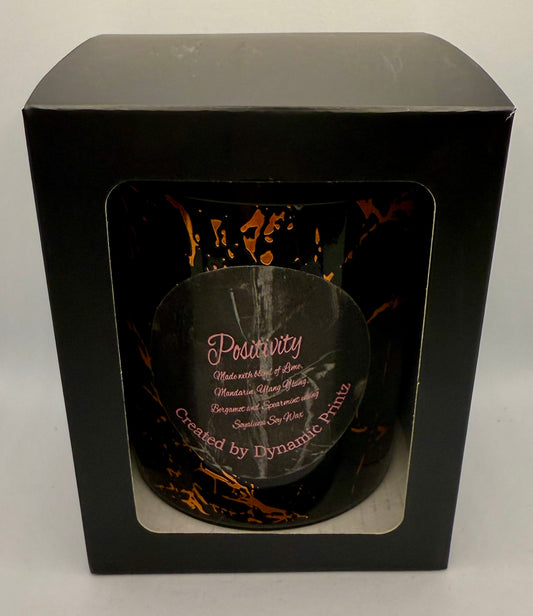 Positivity
Made with blend of Lime,
Mandarin, Ylang Ylang,
Bergamot and Spearmint using
Soyaluna Soy Wax
Created by Dynamic Printz